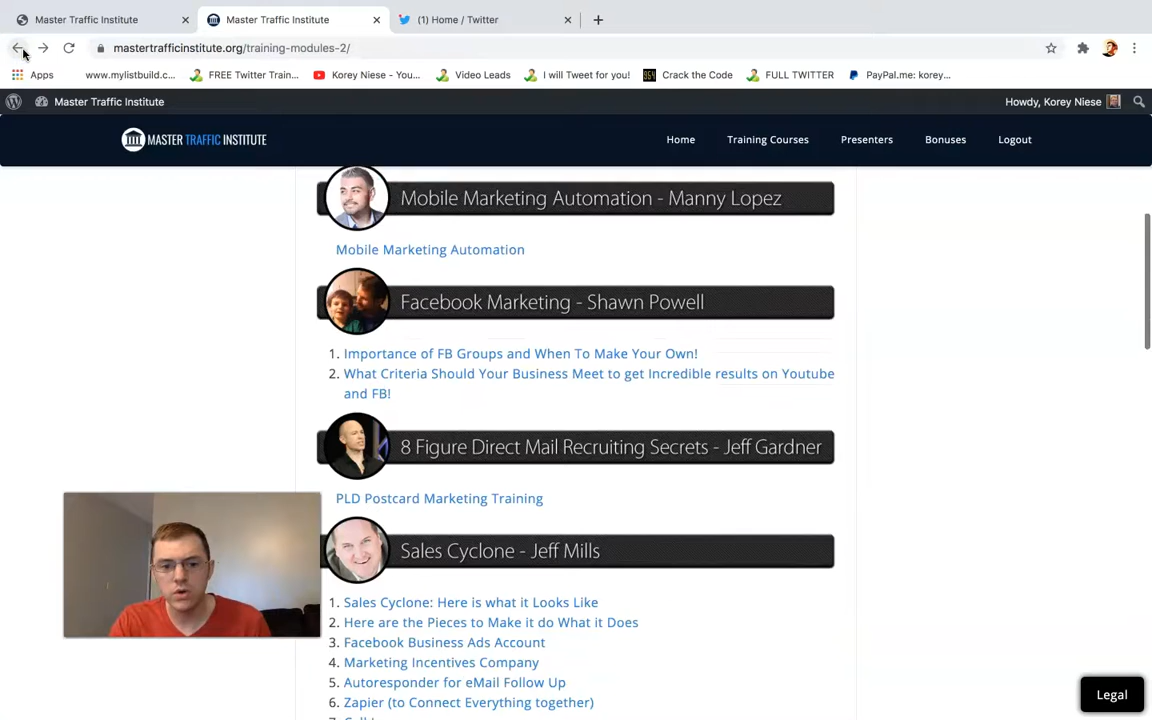 Master Traffic Institute
Master Traffic Institute
(1) Home / Twitter
mastertrafficinstitute.org/training-modules-2/
Apps
www.mylistbuild.c...
FREE Twitter Train...
Korey Niese - You...
Video Leads
I will Tweet for you!
Crack the Code
FULL TWITTER
PayPal.me: korey...
Master Traffic Institute
Howdy, Korey Niese
MASTER TRAFFIC INSTITUTE
Home
Training Courses
Presenters
Bonuses
Logout
Mobile Marketing Automation - Manny Lopez
Mobile Marketing Automation
Facebook Marketing - Shawn Powell
1. Importance of FB Groups and When To Make Your Own!
2. What Criteria Should Your Business Meet to get Incredible results on Youtube
and FB!
8 Figure Direct Mail Recruiting Secrets - Jeff Gardner
PLD Postcard Marketing Training
Sales Cyclone - Jeff Mills
1. Sales Cyclone: Here is what it Looks Like
2. Here are the Pieces to Make it do What it Does
3. Facebook Business Ads Account
4. Marketing Incentives Company
5. Autoresponder for eMail Follow Up
6. Zapier (to Connect Everything together)
Legal